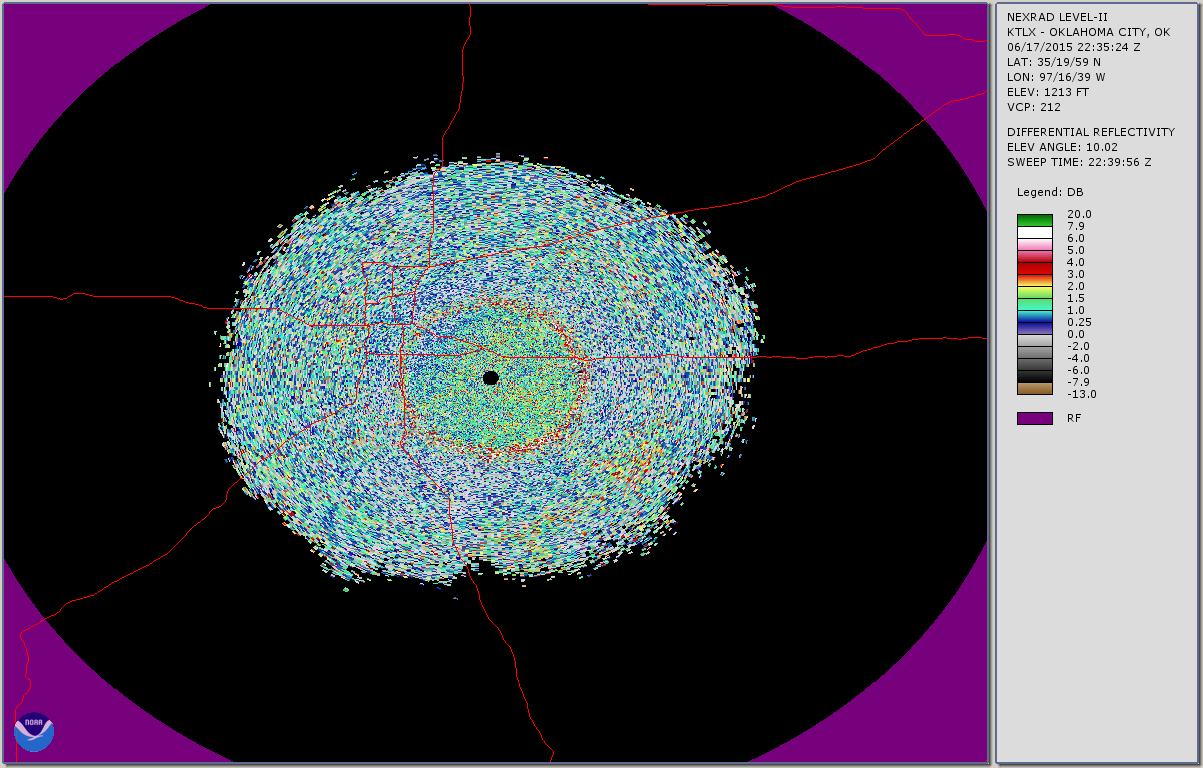 NEXRAD LEVEL-II
KTLX - OKLAHOMA CITY, OK
06/17/2015 22:35:24 Z
LAT: 35/19/59 N
LON: 97/16/39 W
ELEV: 1213 FT
VCP: 212
DIFFERENTIAL REFLECTIVITY
ELEV ANGLE: 10.02
SWEEP TIME: 22:39:56 Z
Legend: DB
20.0
7.9
6.0
5.0
4.0
3.0
2.0
1.5
1.0
0.25
0.0
-2.0
-4.0
-6.0
-7.9
-13.0
RF
NOAA